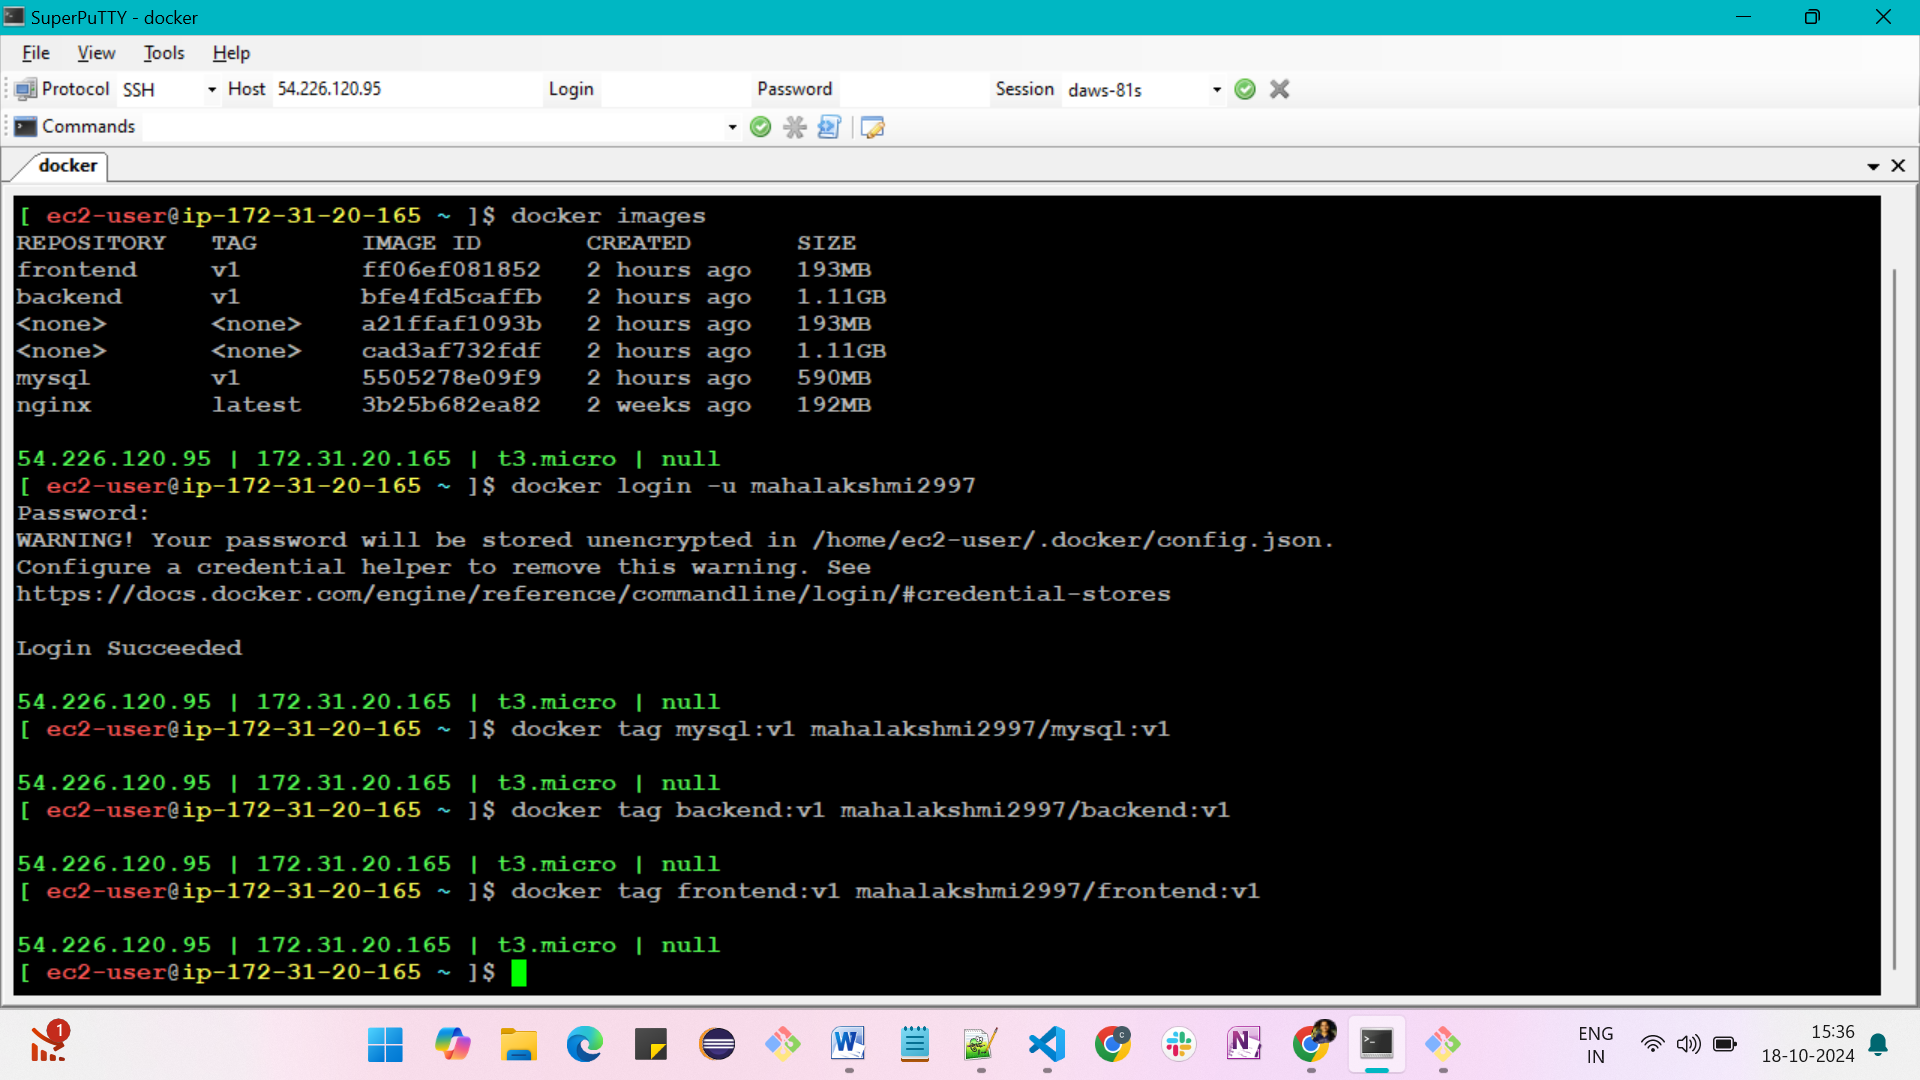 SuperPuTTY - docker
File View Tools Help
Protocol SSH Host 54.226.120.95 Login Password Session daws-81s
Commands
docker
[ ec2-user@ip-172-31-20-165 ~ ]$ docker images
REPOSITORY TAG IMAGE ID CREATED SIZE
frontend v1 ff06ef081852 2 hours ago 193MB
backend v1 bfe4fd5caffb 2 hours ago 1.11GB
<none> <none> a21ffaf1093b 2 hours ago 193MB
<none> <none> cad3af732fdf 2 hours ago 1.11GB
mysql v1 5505278e09f9 2 hours ago 590MB
nginx latest 3b25b682ea82 2 weeks ago 192MB
54.226.120.95 | 172.31.20.165 | t3.micro | null
[ ec2-user@ip-172-31-20-165 ~ ]$ docker login -u mahalakshmi2997
Password:
WARNING! Your password will be stored unencrypted in /home/ec2-user/.docker/config.json.
Configure a credential helper to remove this warning. See
https://docs.docker.com/engine/reference/commandline/login/#credential-stores
Login Succeeded
54.226.120.95 | 172.31.20.165 | t3.micro | null
[ ec2-user@ip-172-31-20-165 ~ ]$ docker tag mysql:v1 mahalakshmi2997/mysql:v1
54.226.120.95 | 172.31.20.165 | t3.micro | null
[ ec2-user@ip-172-31-20-165 ~ ]$ docker tag backend:v1 mahalakshmi2997/backend:v1
54.226.120.95 | 172.31.20.165 | t3.micro | null
[ ec2-user@ip-172-31-20-165 ~ ]$ docker tag frontend:v1 mahalakshmi2997/frontend:v1
54.226.120.95 | 172.31.20.165 | t3.micro | null
[ ec2-user@ip-172-31-20-165 ~ ]$
1
ENG
IN
15:36
18-10-2024